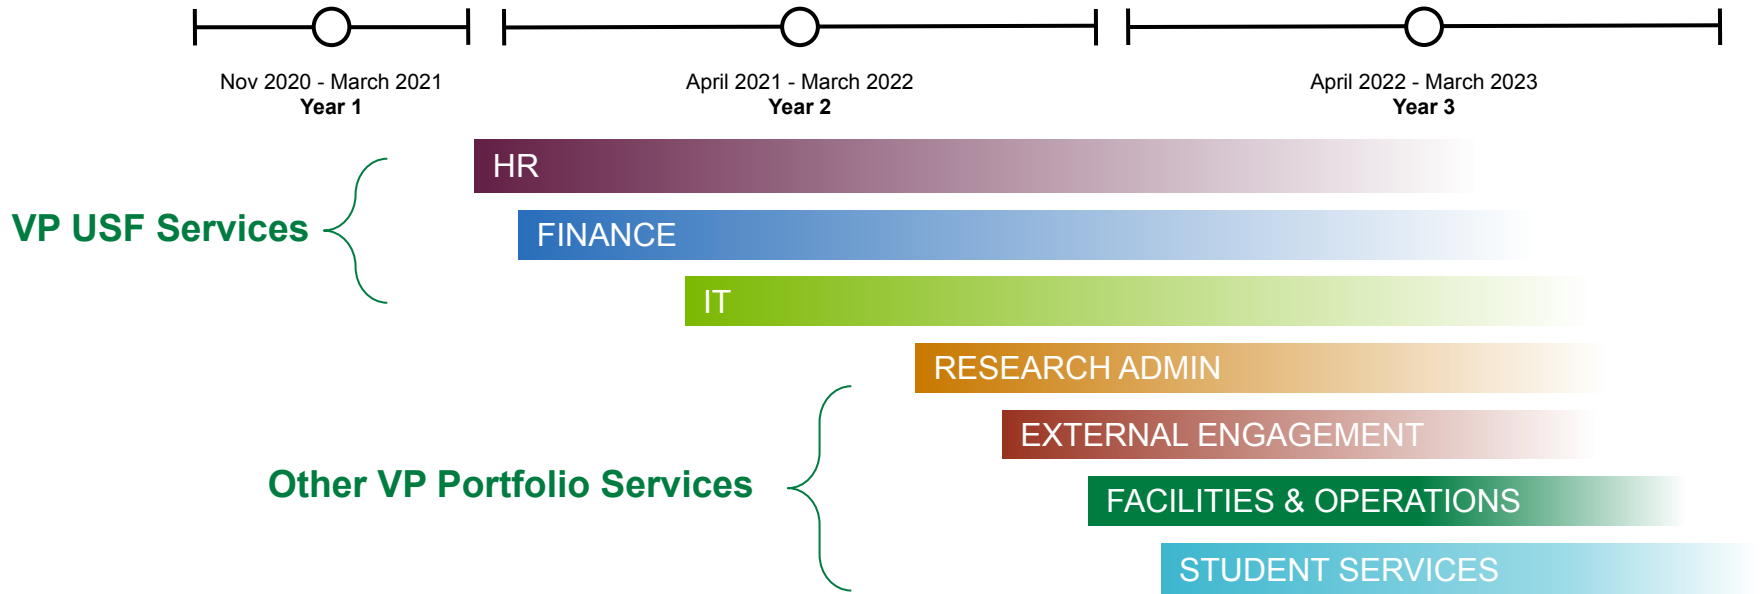 Nov 2020 - March 2021
Year 1
April 2021 - March 2022
Year 2
April 2022 - March 2023
Year 3
VP USF Services
HR
FINANCE
IT
Other VP Portfolio Services
RESEARCH ADMIN
EXTERNAL ENGAGEMENT
FACILITIES & OPERATIONS
STUDENT SERVICES